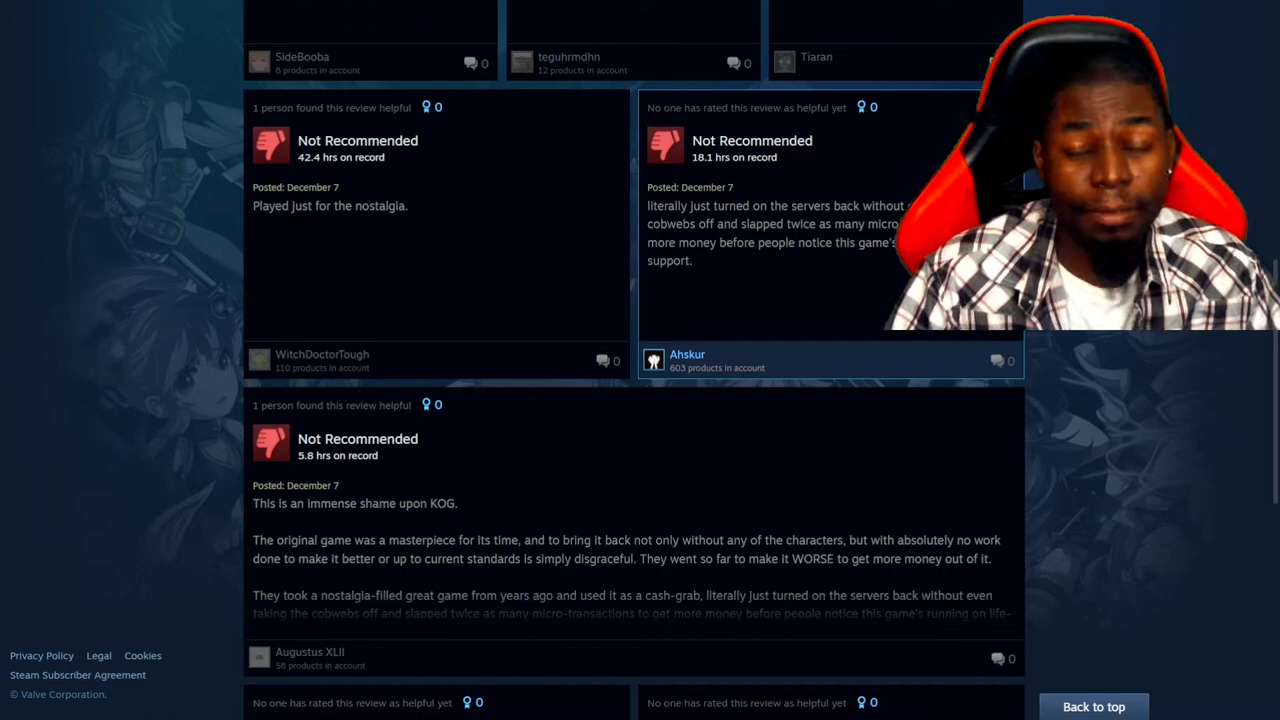 SideBooba
8 products in account
0
teguhrmdhn
12 products in account
0
Tiaran
1 person found this review helpful
0
Not Recommended
42.4 hrs on record
Posted: December 7
Played just for the nostalgia.
WitchDoctorTough
110 products in account
0
No one has rated this review as helpful yet
0
Not Recommended
18.1 hrs on record
Posted: December 7
literally just turned on the servers back without
cobwebs off and slapped twice as many micro
more money before people notice this game's
support.
Ahskur
603 products in account
0
1 person found this review helpful
0
Not Recommended
5.8 hrs on record
Posted: December 7
This is an immense shame upon KOG.
The original game was a masterpiece for its time, and to bring it back not only without any of the characters, but with absolutely no work
done to make it better or up to current standards is simply disgraceful. They went so far to make it WORSE to get more money out of it.
They took a nostalgia-filled great game from years ago and used it as a cash-grab, literally just turned on the servers back without even
taking the cobwebs off and slapped twice as many micro-transactions to get more money before people notice this game's running on life-
Augustus XLII
58 products in account
0
No one has rated this review as helpful yet
0
No one has rated this review as helpful yet
0
Privacy Policy Legal Cookies
Steam Subscriber Agreement
© Valve Corporation.
Back to top